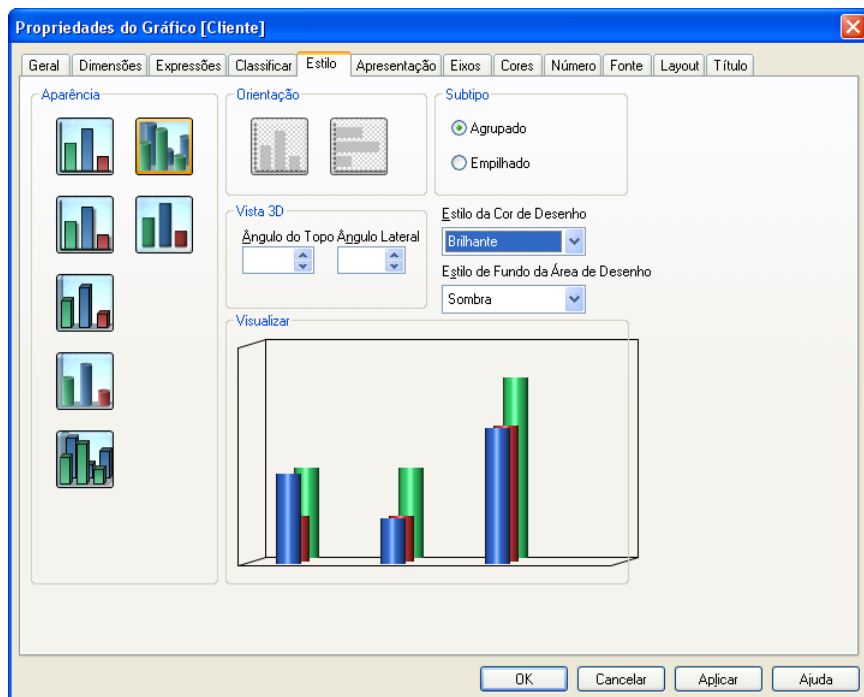 Propriedades do Gráfico [Cliente]
Geral Dimensões Expressões Classificar Estilo Apresentação Eixos Cores Número Fonte Layout Título
Aparência
Orientação
Subtipo
Agrupado
Empilhado
Vista 3D
Ângulo do Topo Ângulo Lateral
Estilo da Cor de Desenho
Brilhante
Estilo de Fundo da Área de Desenho
Sombra
Visualizar
OK Cancelar Aplicar Ajuda